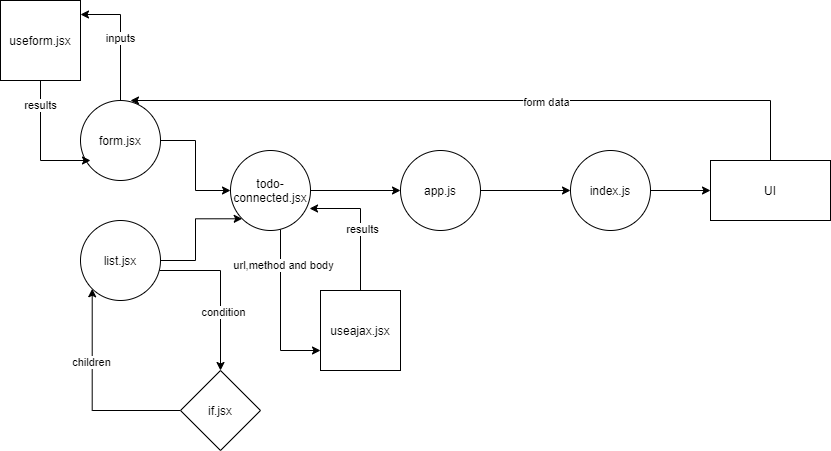 useform.jsx
inputs
results
form data
form.jsx
todo-
connected.jsx
app.js
index.js
UI
results
list.jsx
url,method and body
condition
useajax.jsx
children
if.jsx